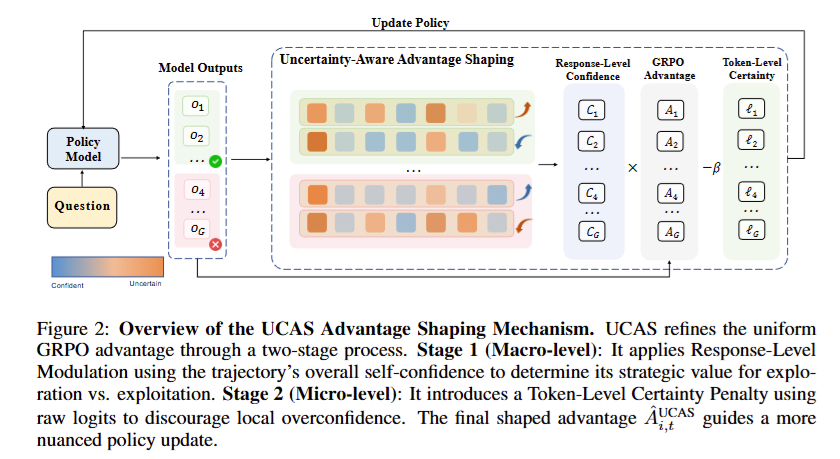 Update Policy
Model Outputs
Uncertainty-Aware Advantage Shaping
Response-Level
Confidence
GRPO
Advantage
Token-Level
Certainty
Policy
Model
Question
o₁
o₂
...
o₄
...
o_G
...
C₁
C₂
...
C₄
...
C_G
×
A₁
A₂
...
A₄
...
A_G
−β
ℓ₁
ℓ₂
...
ℓ₄
...
ℓ_G
Confident
Uncertain
Figure 2: Overview of the UCAS Advantage Shaping Mechanism. UCAS refines the uniform
GRPO advantage through a two-stage process. Stage 1 (Macro-level): It applies Response-Level
Modulation using the trajectory's overall self-confidence to determine its strategic value for explo-
ration vs. exploitation. Stage 2 (Micro-level): It introduces a Token-Level Certainty Penalty using
raw logits to discourage local overconfidence. The final shaped advantage Â_{i,t}^{UCAS} guides a more
nuanced policy update.